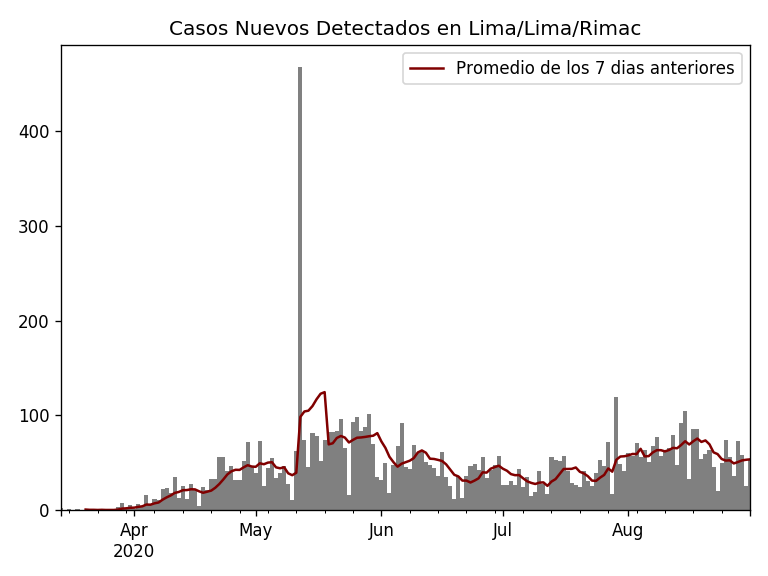 Casos Nuevos Detectados en Lima/Lima/Rimac
Promedio de los 7 dias anteriores
400
300
200
100
0
Apr
2020
May
Jun
Jul
Aug